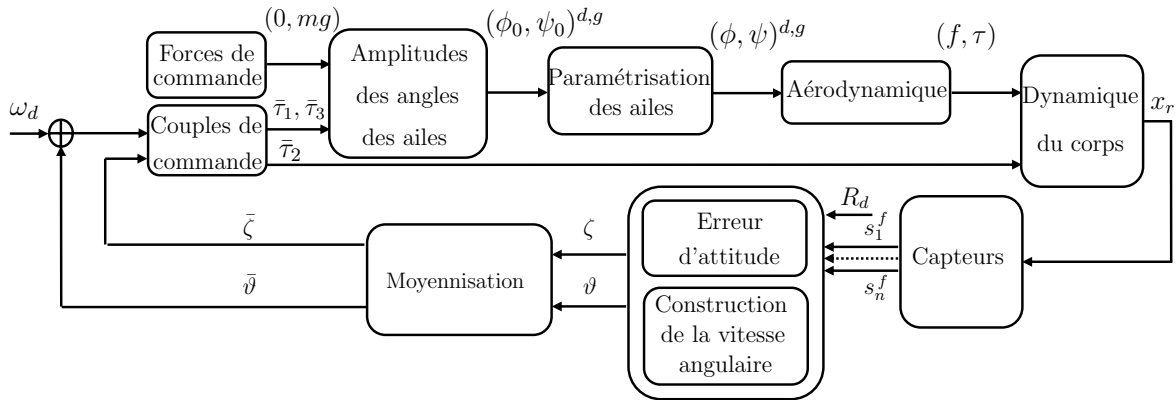 (0, mg)
(ϕ₀, ψ₀)^{d,g}
(ϕ, ψ)^{d,g}
(f, τ)
Forces de
commande
Amplitudes
des angles
des ailes
Paramétrisation
des ailes
Aérodynamique
Dynamique
du corps
x_r
ω_d
τ̄₁, τ̄₃
Couples de
commande
τ̄₂
R_d
s₁^f
s_n^f
Erreur
d'attitude
Capteurs
ζ̄
ζ
Moyennisation
ϑ̄
ϑ
Construction
de la vitesse
angulaire